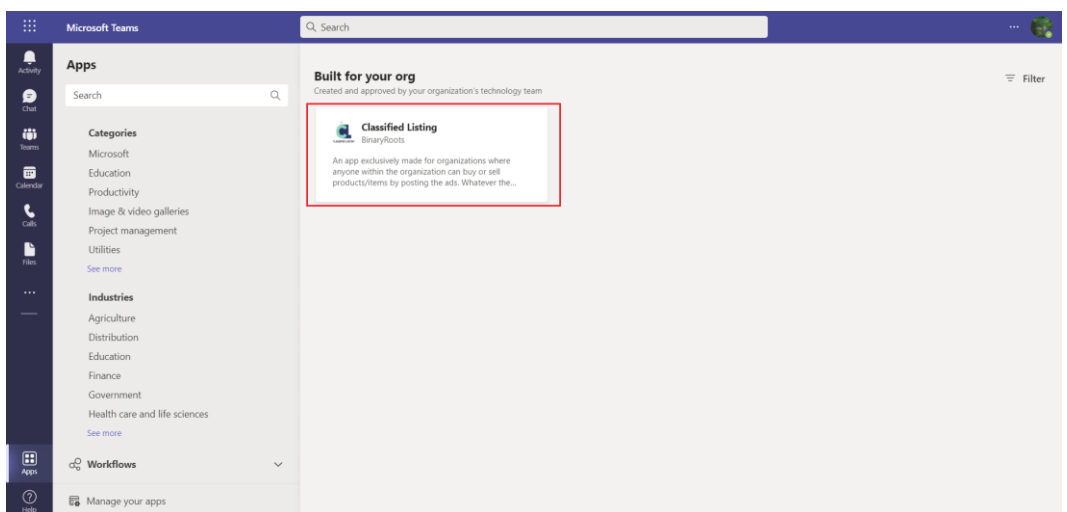 Microsoft Teams
Search
Activity
Chat
Teams
Calendar
Calls
Files
Apps
Help
Apps
Search
Categories
Microsoft
Education
Productivity
Image & video galleries
Project management
Utilities
See more
Industries
Agriculture
Distribution
Education
Finance
Government
Health care and life sciences
See more
Workflows
Manage your apps
Built for your org
Created and approved by your organization's technology team
Filter
Classified Listing
BinaryRoots
An app exclusively made for organizations where
anyone within the organization can buy or sell
products/items by posting the ads. Whatever the...